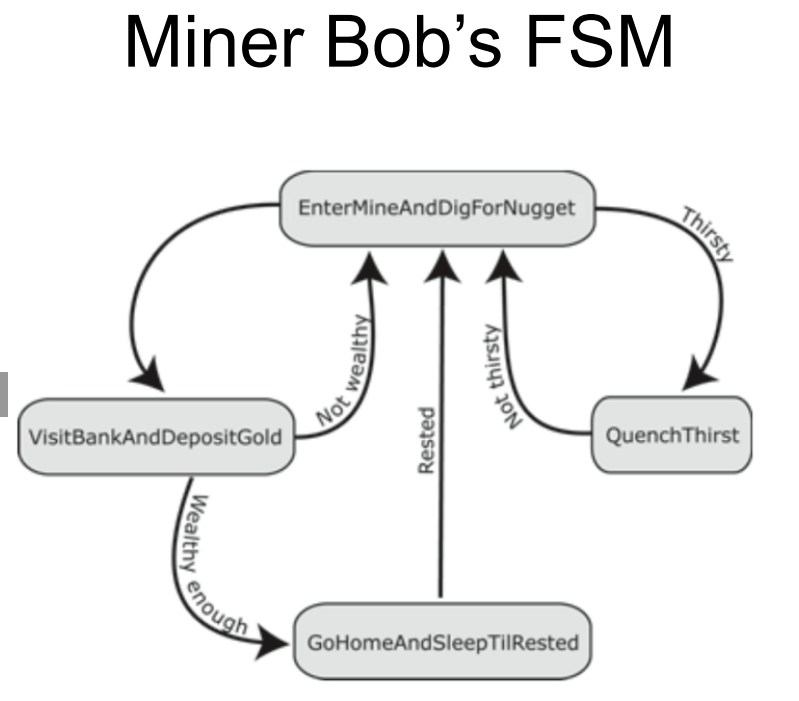 Miner Bob’s FSM
EnterMineAndDigForNugget
Thirsty
Not wealthy
Not thirsty
VisitBankAndDepositGold
Rested
QuenchThirst
Wealthy enough
GoHomeAndSleepTilRested